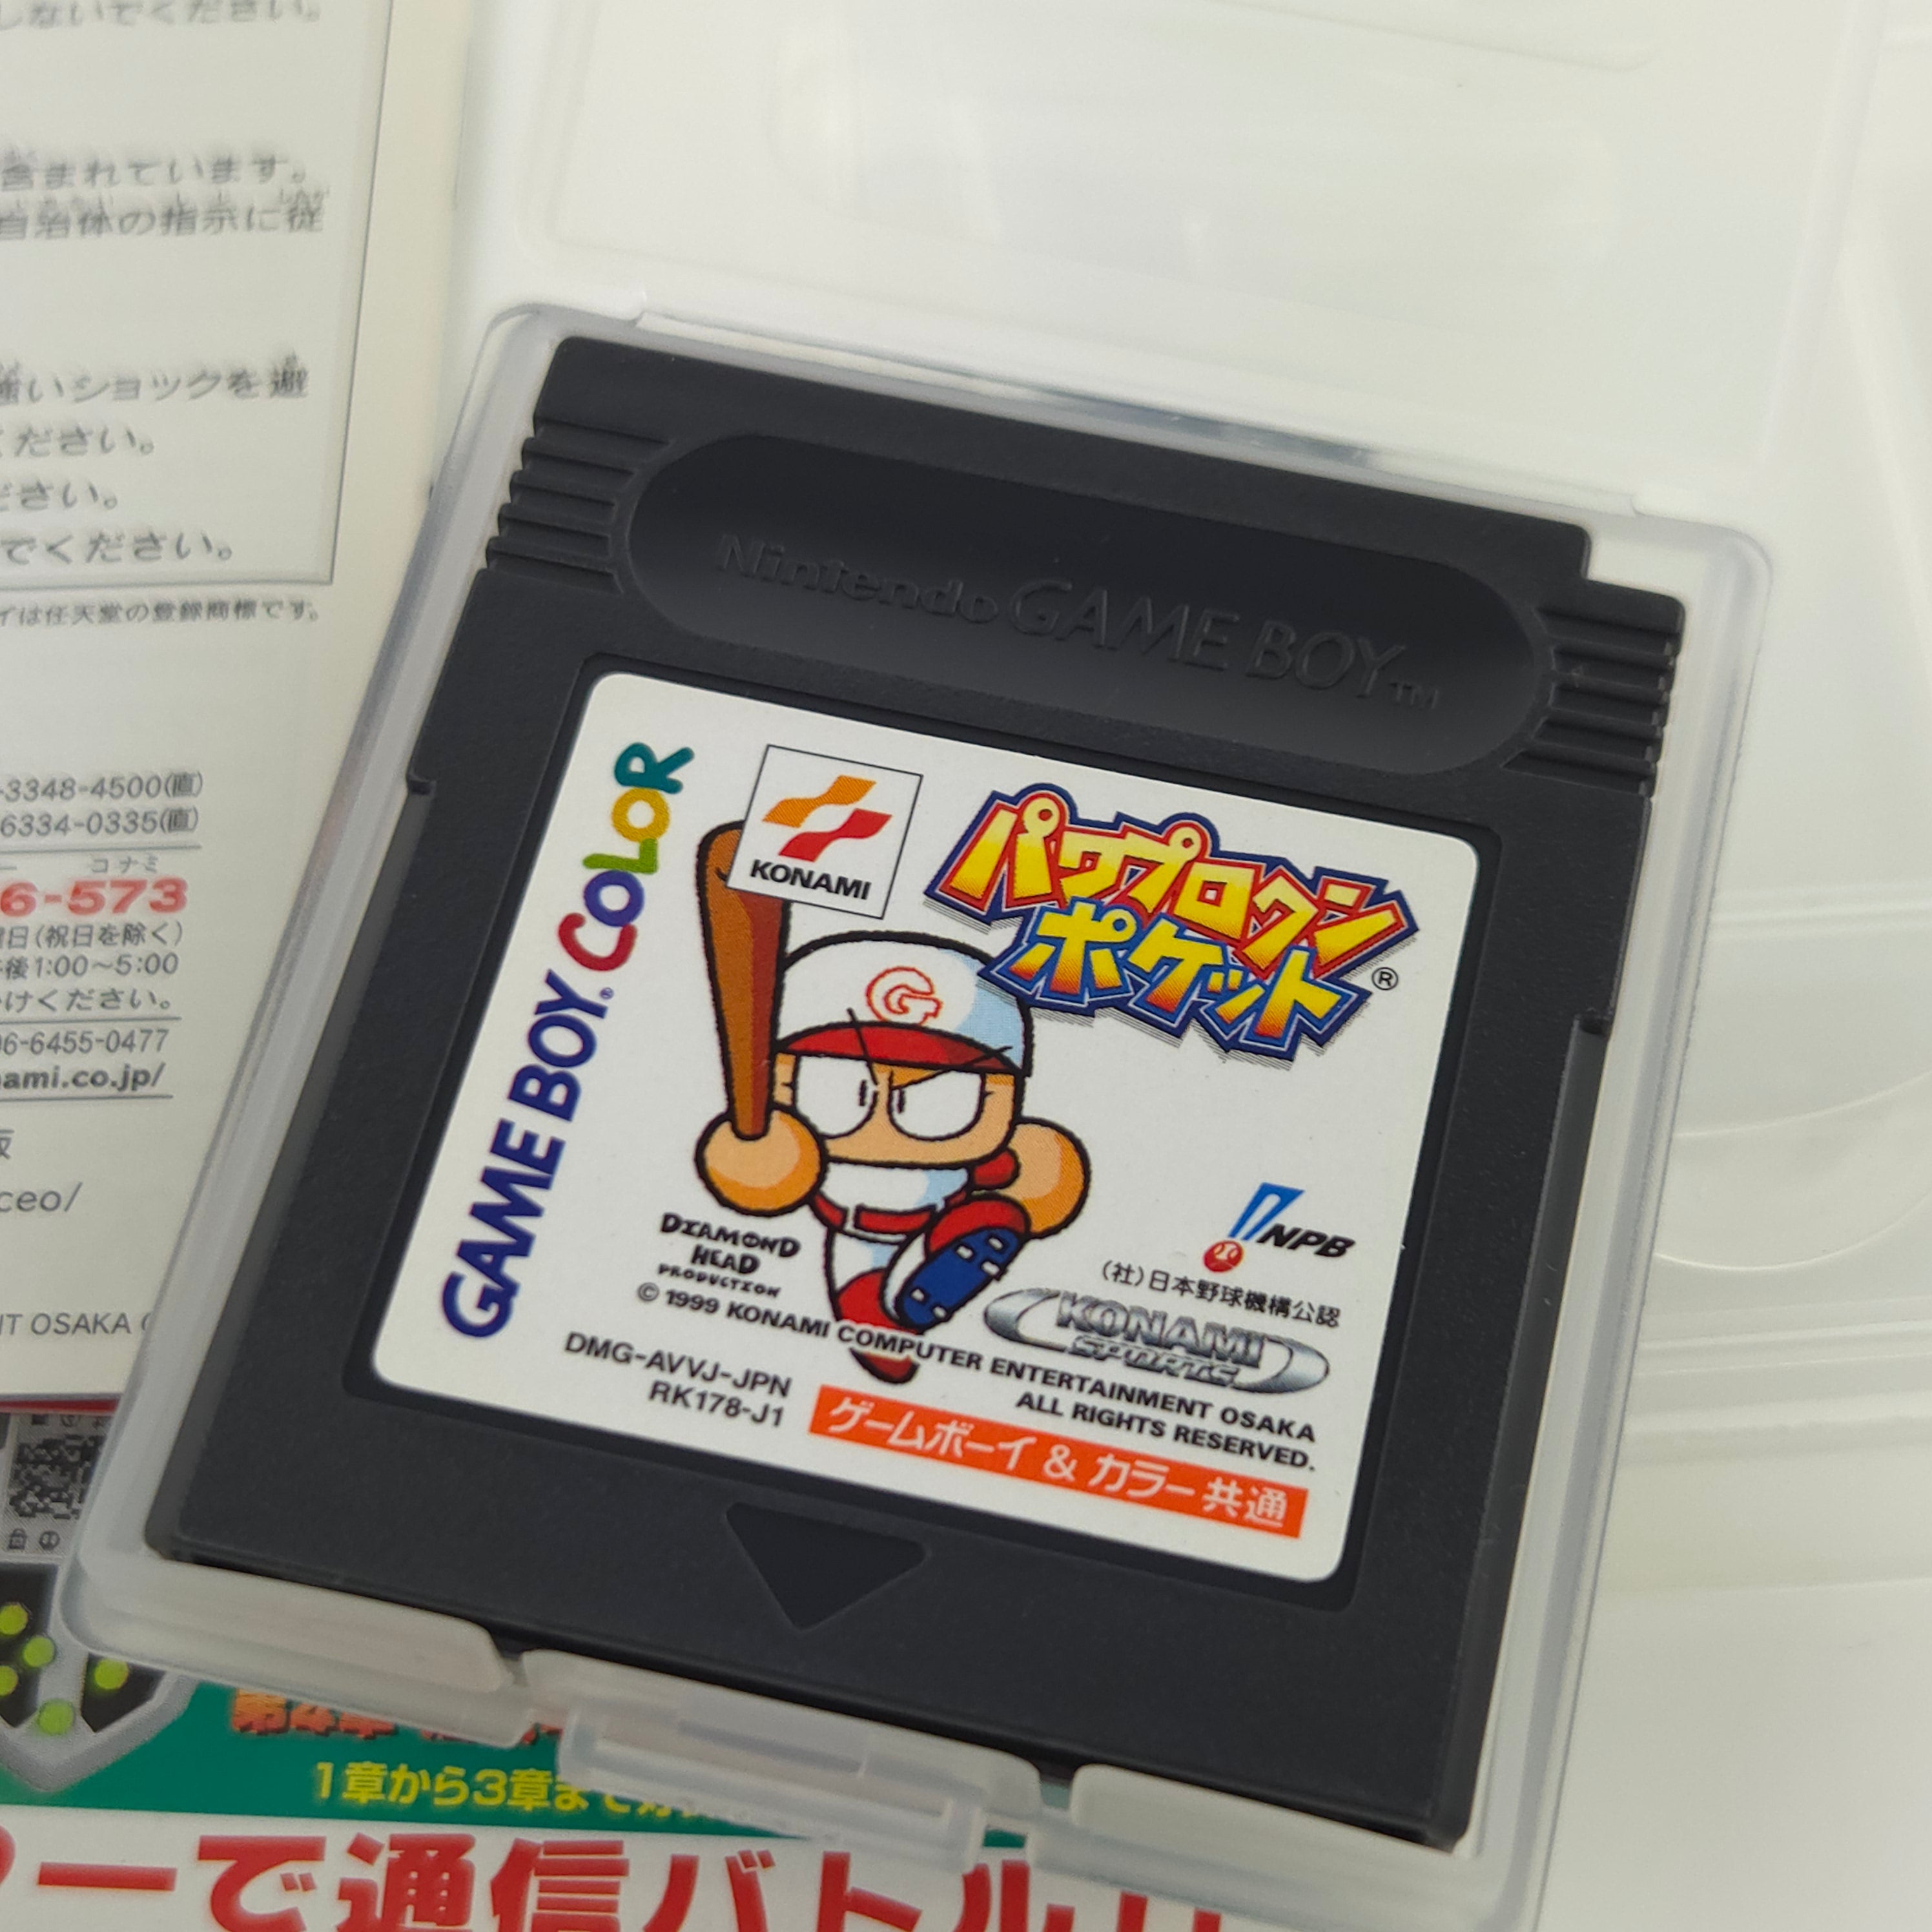 しないでください。
含まれています。
自治体の指示に従
強いショックを避
ください。
ださい。
でください。
イは任天堂の登録商標です。
-3348-4500(直)
6334-0335(直)
コナミ
6-573
日(祝日を除く)
後1:00〜5:00
けください。
06-6455-0477
ami.co.jp/
ceo/
NT OSAKA
Nintendo GAME BOY™
GAME BOY COLOR
KONAMI
パワプロクン
ポケット®
G
DIAMOND
HEAD
PRODUCTION
NPB
(社)日本野球機構公認
KONAMI
SPORTS
© 1999 KONAMI COMPUTER ENTERTAINMENT OSAKA
ALL RIGHTS RESERVED.
DMG-AVVJ-JPN
RK178-J1
ゲームボーイ & カラー 共通
第4章
1章から3章まで
ーで通信バトル!!